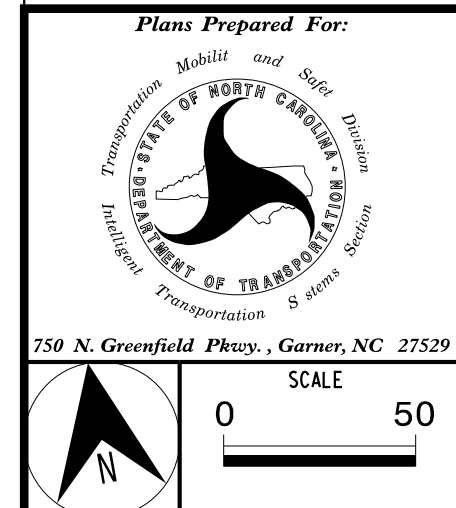 Plans Prepared For:
Transportation Mobilit and Safet Division
STATE OF NORTH CAROLINA
DEPARTMENT OF TRANSPORTATION
Intelligent Transportation S stems Section
750 N. Greenfield Pkwy. , Garner, NC 27529
N
SCALE
0 50